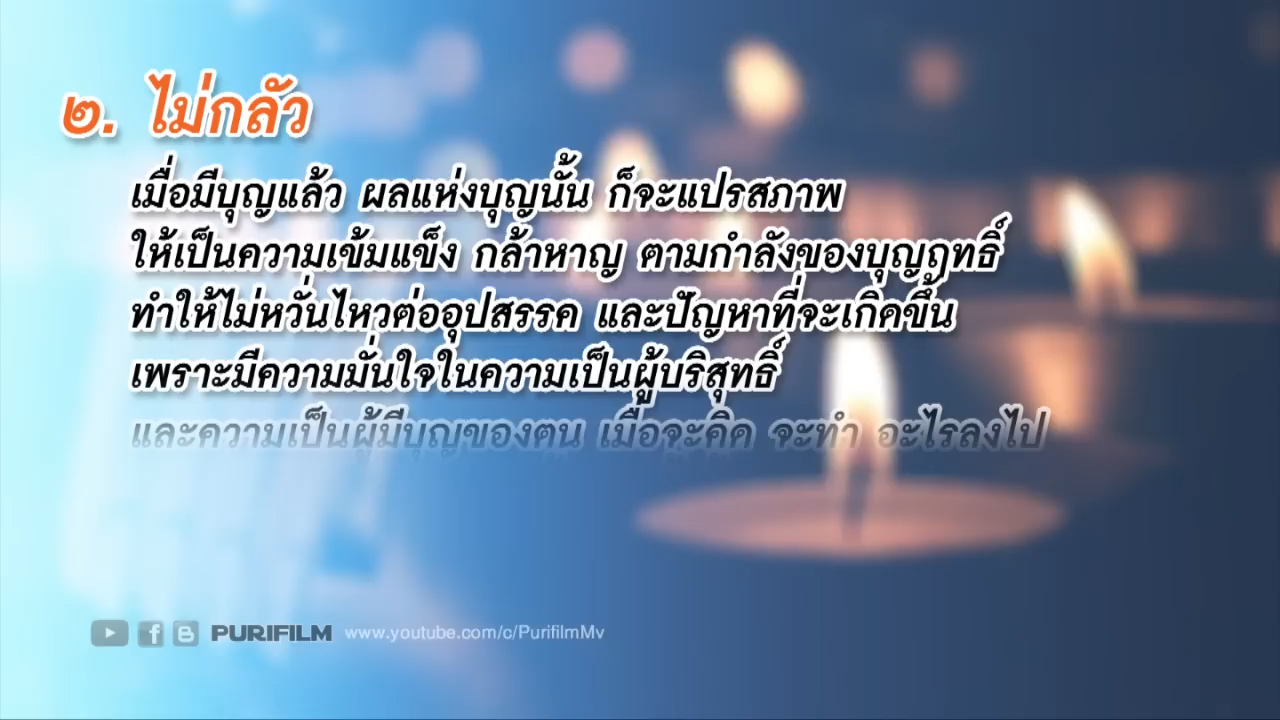 ๒. ไม่กลัว
เมื่อมีบุญแล้ว ผลแห่งบุญนั้น ก็จะแปรสภาพ
ให้เป็นความเข้มแข็ง กล้าหาญ ตามกำลังของบุญฤทธิ์
ทำให้ไม่หวั่นไหวต่ออุปสรรค และปัญหาที่จะเกิดขึ้น
เพราะมีความมั่นใจในความเป็นผู้บริสุทธิ์
และความเป็นผู้มีบุญของตน เมื่อจะคิด จะทำ อะไรลงไป
PURIFILM www.youtube.com/c/PurifilmMv